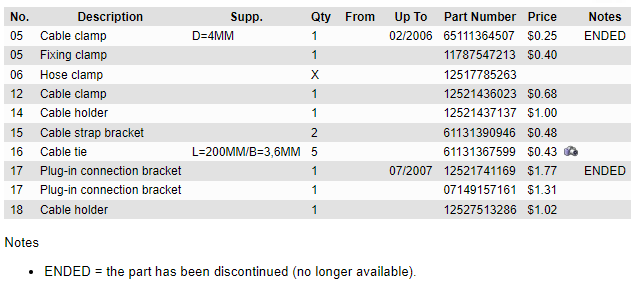 No. Description Supp. Qty From Up To Part Number Price Notes
05 Cable clamp D=4MM 1 02/2006 65111364507 $0.25 ENDED
05 Fixing clamp 1 11787547213 $0.40
06 Hose clamp X 12517785263
12 Cable clamp 1 12521436023 $0.68
14 Cable holder 1 12521437137 $1.00
15 Cable strap bracket 2 61131390946 $0.48
16 Cable tie L=200MM/B=3,6MM 5 61131367599 $0.43
17 Plug-in connection bracket 1 07/2007 12521741169 $1.77 ENDED
17 Plug-in connection bracket 1 07149157161 $1.31
18 Cable holder 1 12527513286 $1.02
Notes
• ENDED = the part has been discontinued (no longer available).